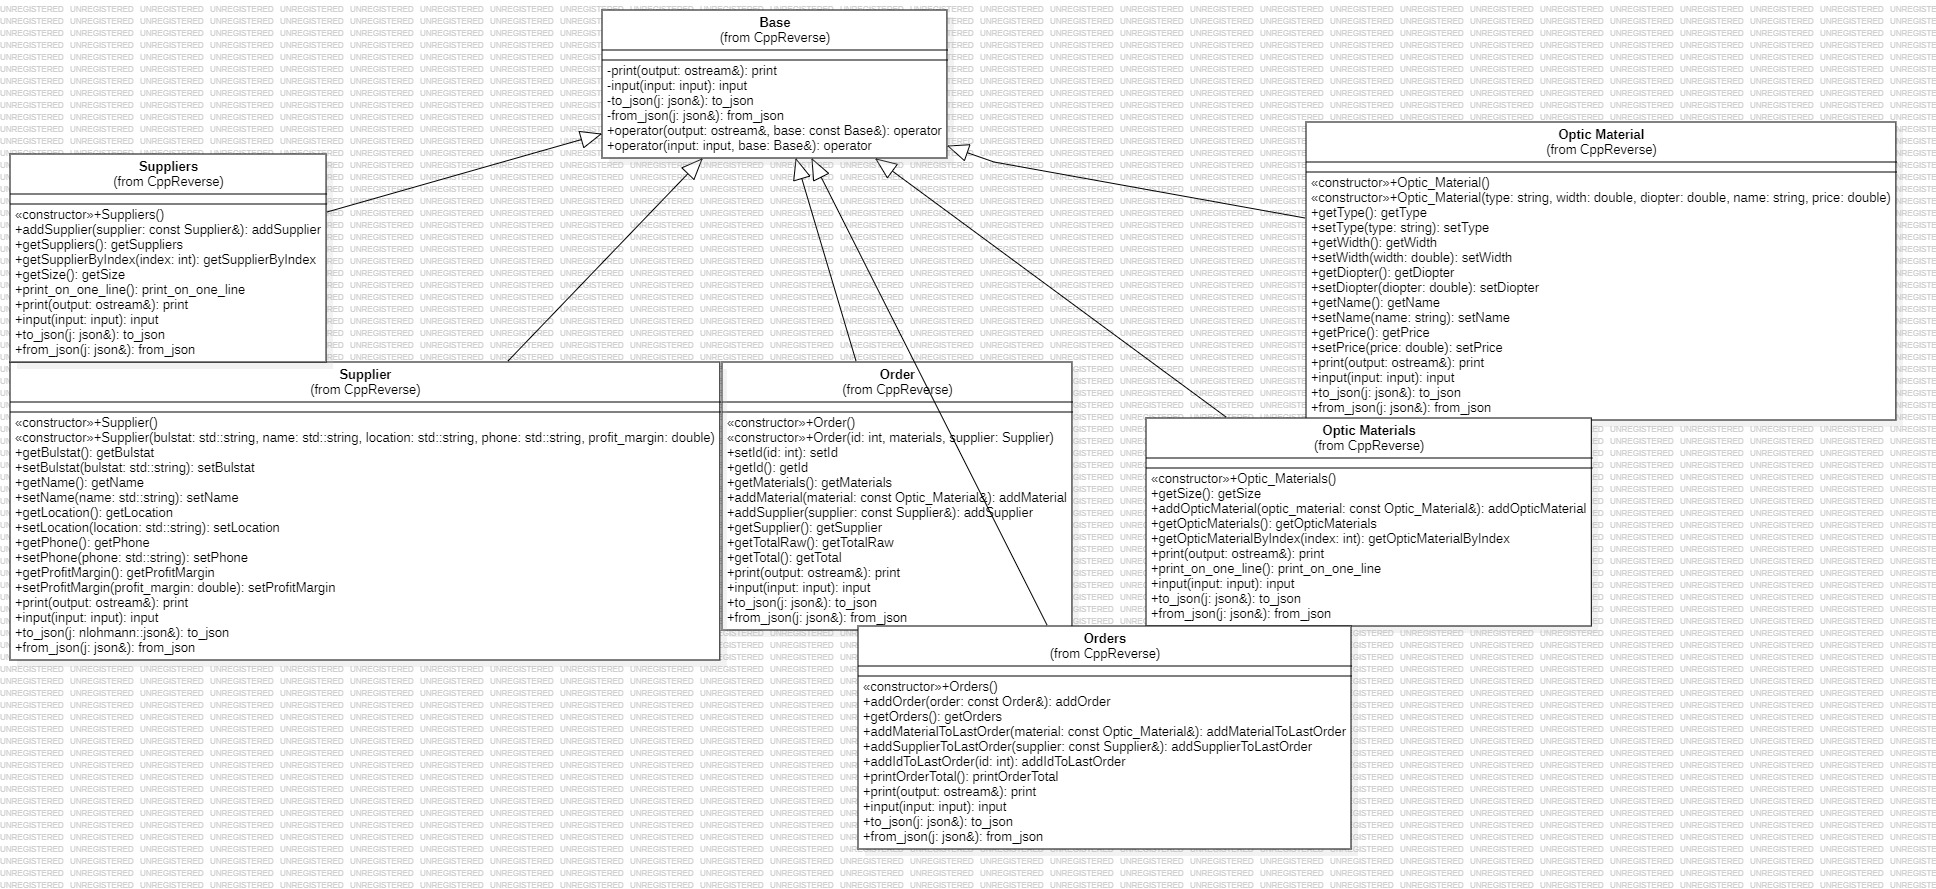 Base
(from CppReverse)
-print(output: ostream&): print
-input(input: input): input
-to_json(j: json&): to_json
-from_json(j: json&): from_json
+operator(output: ostream&, base: const Base&): operator
+operator(input: input, base: Base&): operator
Suppliers
(from CppReverse)
«constructor»+Suppliers()
+addSupplier(supplier: const Supplier&): addSupplier
+getSuppliers(): getSuppliers
+getSupplierByIndex(index: int): getSupplierByIndex
+getSize(): getSize
+print_on_one_line(): print_on_one_line
+print(output: ostream&): print
+input(input: input): input
+to_json(j: json&): to_json
+from_json(j: json&): from_json
Supplier
(from CppReverse)
«constructor»+Supplier()
«constructor»+Supplier(bulstat: std::string, name: std::string, location: std::string, phone: std::string, profit_margin: double)
+getBulstat(): getBulstat
+setBulstat(bulstat: std::string): setBulstat
+getName(): getName
+setName(name: std::string): setName
+getLocation(): getLocation
+setLocation(location: std::string): setLocation
+getPhone(): getPhone
+setPhone(phone: std::string): setPhone
+getProfitMargin(): getProfitMargin
+setProfitMargin(profit_margin: double): setProfitMargin
+print(output: ostream&): print
+input(input: input): input
+to_json(j: nlohmann::json&): to_json
+from_json(j: json&): from_json
Order
(from CppReverse)
«constructor»+Order()
«constructor»+Order(id: int, materials, supplier: Supplier)
+setId(id: int): setId
+getId(): getId
+getMaterials(): getMaterials
+addMaterial(material: const Optic_Material&): addMaterial
+addSupplier(supplier: const Supplier&): addSupplier
+getSupplier(): getSupplier
+getTotalRaw(): getTotalRaw
+getTotal(): getTotal
+print(output: ostream&): print
+input(input: input): input
+to_json(j: json&): to_json
+from_json(j: json&): from_json
Orders
(from CppReverse)
«constructor»+Orders()
+addOrder(order: const Order&): addOrder
+getOrders(): getOrders
+addMaterialToLastOrder(material: const Optic_Material&): addMaterialToLastOrder
+addSupplierToLastOrder(supplier: const Supplier&): addSupplierToLastOrder
+addIdToLastOrder(id: int): addIdToLastOrder
+printOrderTotal(): printOrderTotal
+print(output: ostream&): print
+input(input: input): input
+to_json(j: json&): to_json
+from_json(j: json&): from_json
Optic Materials
(from CppReverse)
«constructor»+Optic_Materials()
+getSize(): getSize
+addOpticMaterial(optic_material: const Optic_Material&): addOpticMaterial
+getOpticMaterials(): getOpticMaterials
+getOpticMaterialByIndex(index: int): getOpticMaterialByIndex
+print(output: ostream&): print
+print_on_one_line(): print_on_one_line
+input(input: input): input
+to_json(j: json&): to_json
+from_json(j: json&): from_json
Optic Material
(from CppReverse)
«constructor»+Optic_Material()
«constructor»+Optic_Material(type: string, width: double, diopter: double, name: string, price: double)
+getType(): getType
+setType(type: string): setType
+getWidth(): getWidth
+setWidth(width: double): setWidth
+getDiopter(): getDiopter
+setDiopter(diopter: double): setDiopter
+getName(): getName
+setName(name: string): setName
+getPrice(): getPrice
+setPrice(price: double): setPrice
+print(output: ostream&): print
+input(input: input): input
+to_json(j: json&): to_json
+from_json(j: json&): from_json
UNREGISTERED